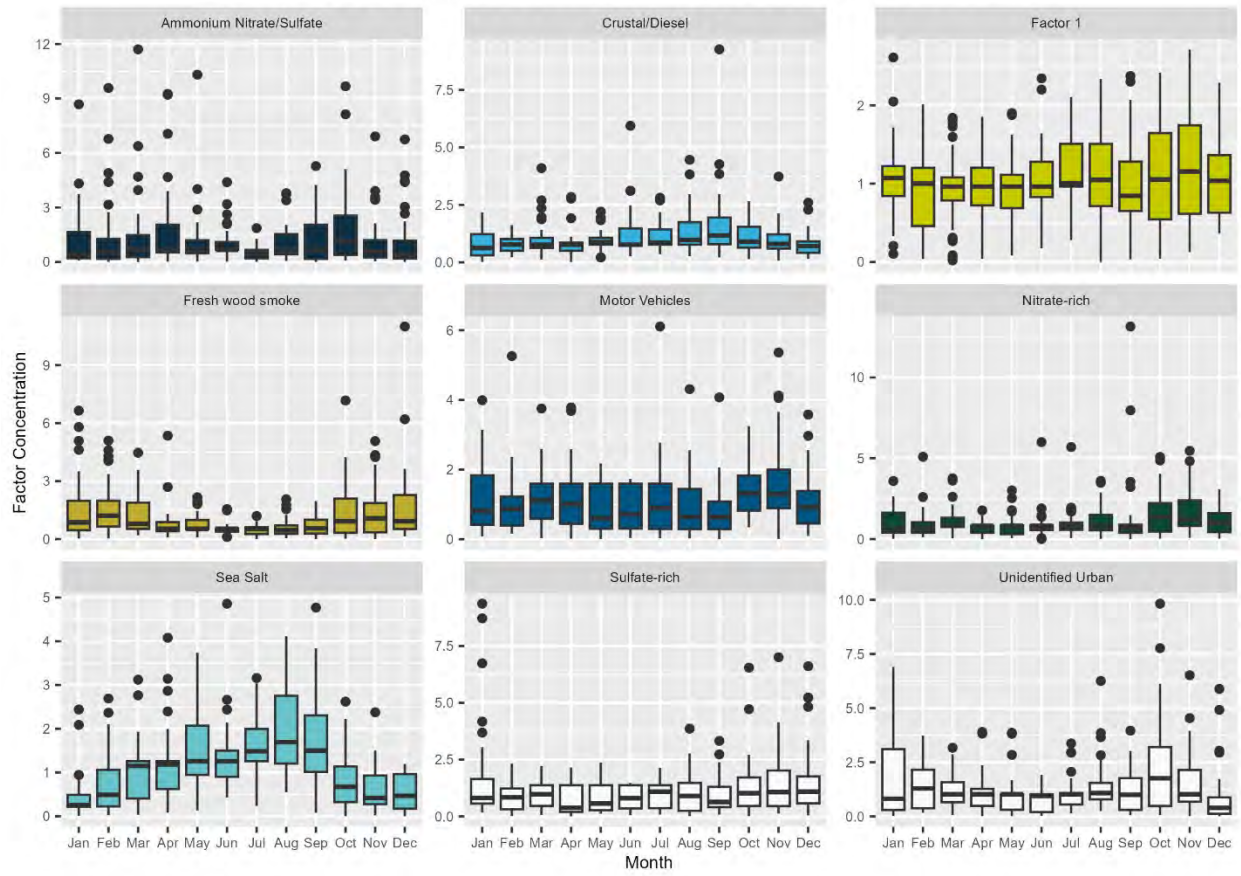 Ammonium Nitrate/Sulfate
Crustal/Diesel
Factor 1
12
9
6
3
0
7.5
5.0
2.5
0.0
2
1
0
Fresh wood smoke
Motor Vehicles
Nitrate-rich
9
6
3
0
6
4
2
0
10
5
0
Sea Salt
Sulfate-rich
Unidentified Urban
5
4
3
2
1
0
7.5
5.0
2.5
0.0
10.0
7.5
5.0
2.5
0.0
Jan Feb Mar Apr May Jun Jul Aug Sep Oct Nov Dec
Jan Feb Mar Apr May Jun Jul Aug Sep Oct Nov Dec
Jan Feb Mar Apr May Jun Jul Aug Sep Oct Nov Dec
Month
Factor Concentration